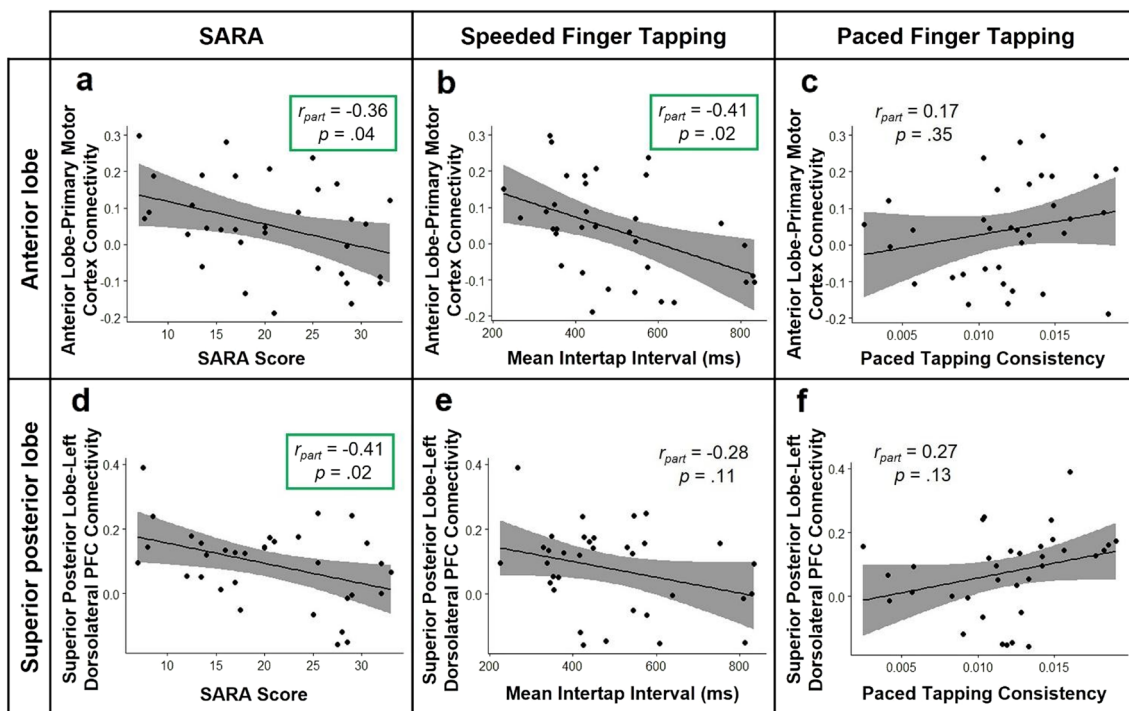 SARA
Speeded Finger Tapping
Paced Finger Tapping
Anterior lobe
a
r_part = -0.36
p = .04
Anterior Lobe-Primary Motor
Cortex Connectivity
0.3
0.2
0.1
0.0
-0.1
-0.2
10 15 20 25 30
SARA Score
b
r_part = -0.41
p = .02
Anterior Lobe-Primary Motor
Cortex Connectivity
0.3
0.2
0.1
0.0
-0.1
-0.2
200 400 600 800
Mean Intertap Interval (ms)
c
r_part = 0.17
p = .35
Anterior Lobe-Primary Motor
Cortex Connectivity
0.3
0.2
0.1
0.0
-0.1
-0.2
0.005 0.010 0.015
Paced Tapping Consistency
Superior posterior lobe
d
r_part = -0.41
p = .02
Superior Posterior Lobe-Left
Dorsolateral PFC Connectivity
0.4
0.2
0.0
10 15 20 25 30
SARA Score
e
r_part = -0.28
p = .11
Superior Posterior Lobe-Left
Dorsolateral PFC Connectivity
0.4
0.2
0.0
200 400 600 800
Mean Intertap Interval (ms)
f
r_part = 0.27
p = .13
Superior Posterior Lobe-Left
Dorsolateral PFC Connectivity
0.4
0.2
0.0
0.005 0.010 0.015
Paced Tapping Consistency